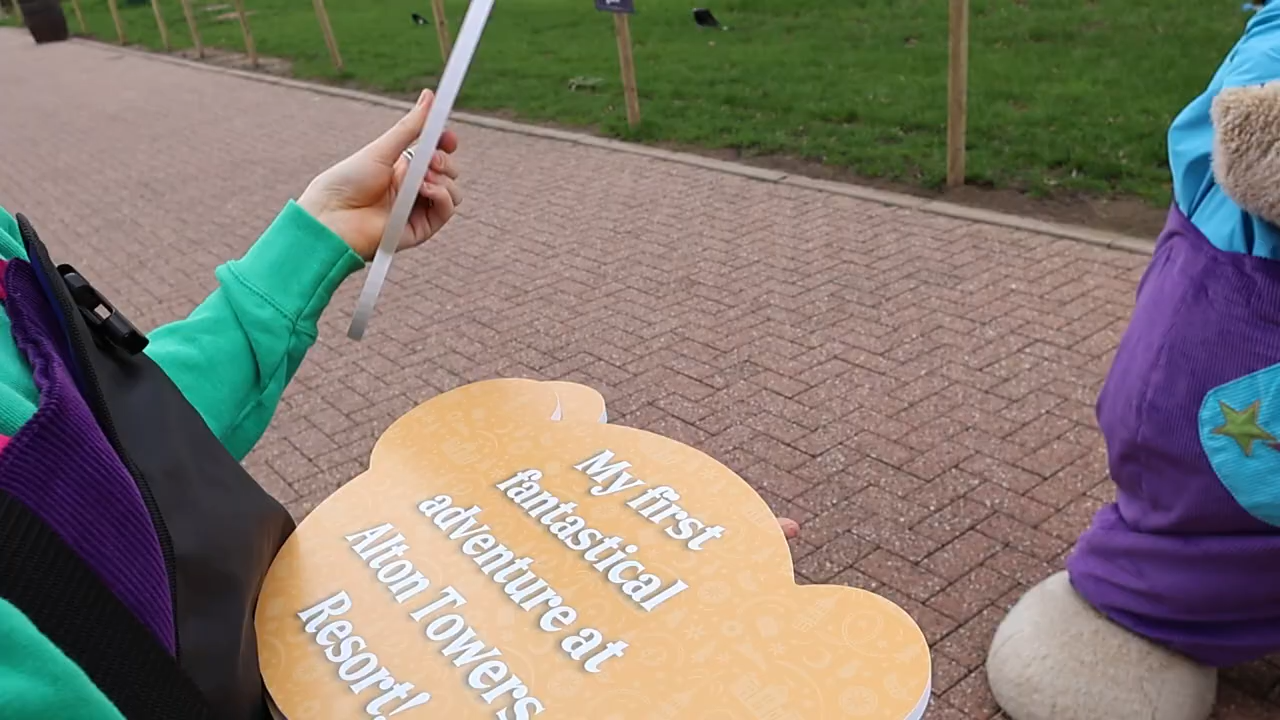 My first
fantastical
adventure at
Alton Towers
Resort!